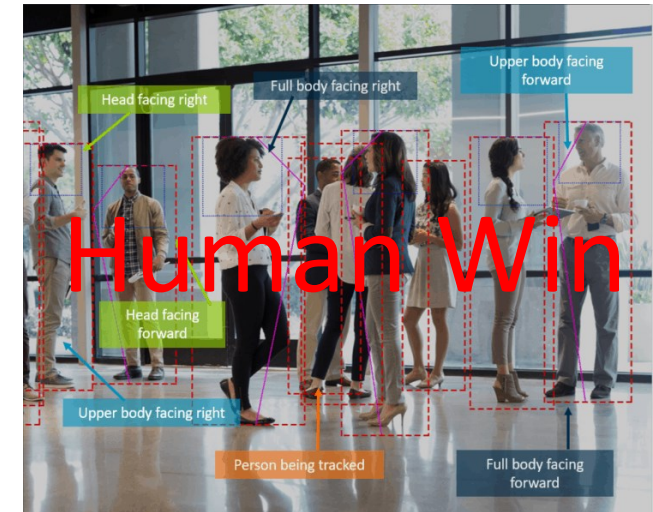 Upper body facing
forward
Full body facing right
Head facing right
Human Win
Head facing
forward
Upper body facing right
Person being tracked
Full body facing
forward